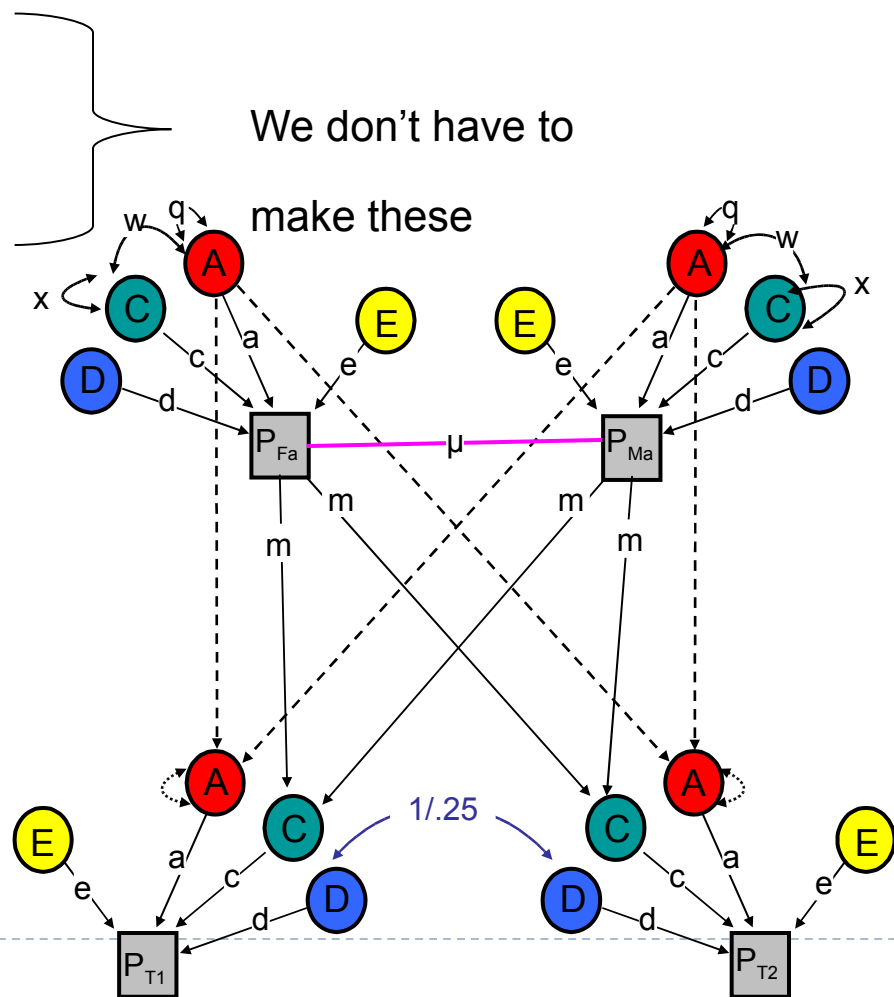 We don't have to
make these
q q
w A A w
x C E E C x
a a
c e e c
D D
d d
P_Fa µ P_Ma
m m
m m
A A
1/.25
E C C E
a a
e c D D c e
d d
P_T1 P_T2